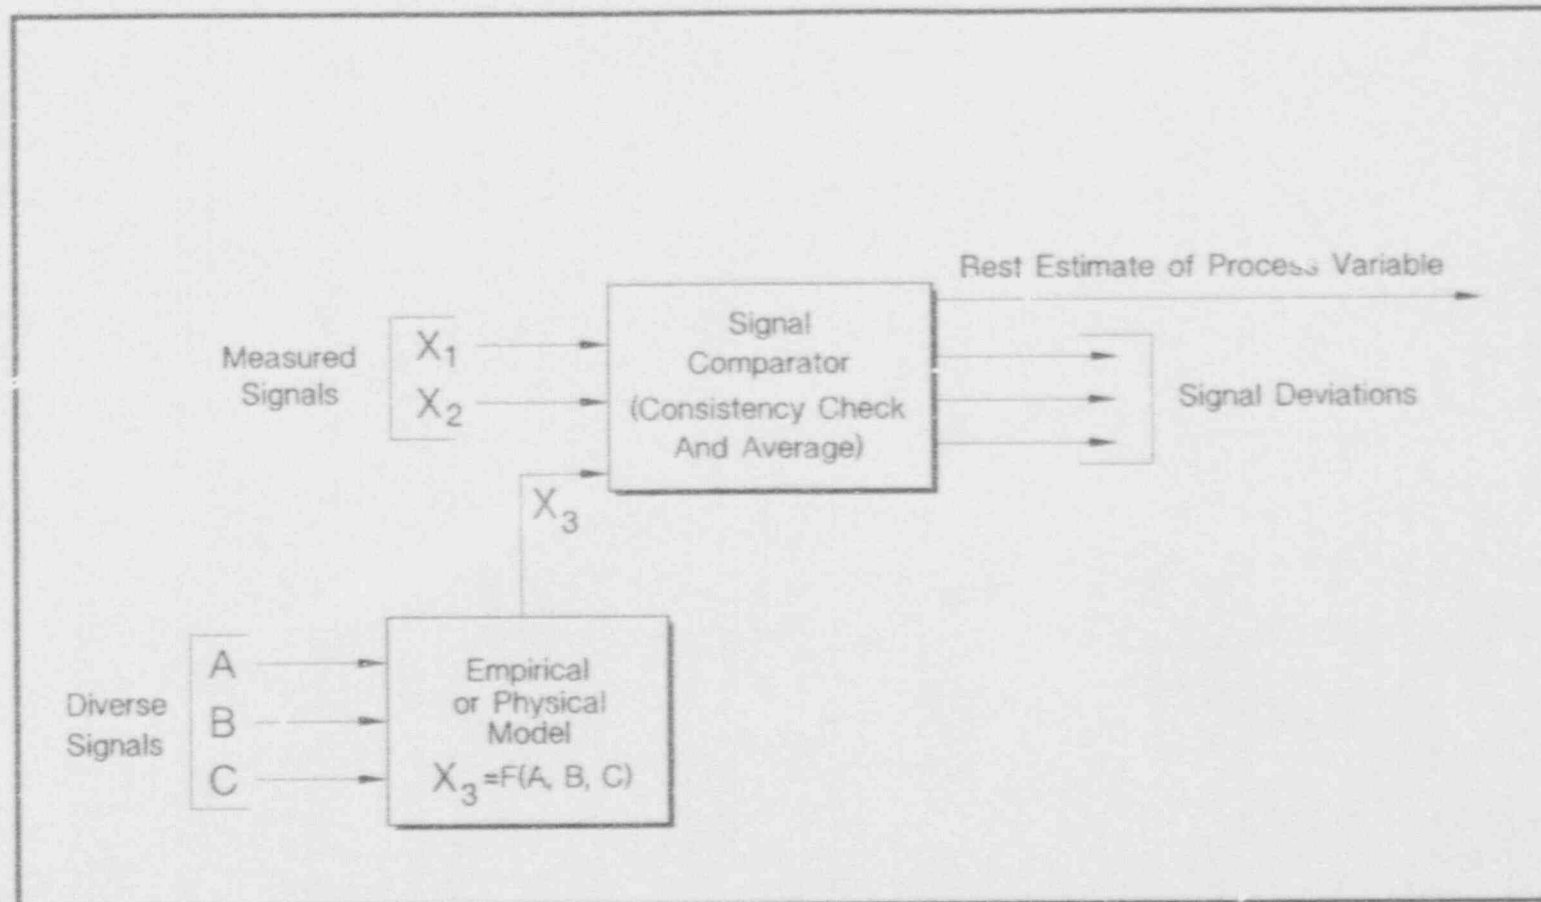 Rest Estimate of Process Variable
Measured
Signals
X1
X2
Signal
Comparator
(Consistency Check
And Average)
Signal Deviations
X3
Diverse
Signals
A
B
C
Empirical
or Physical
Model
X3=F(A, B, C)